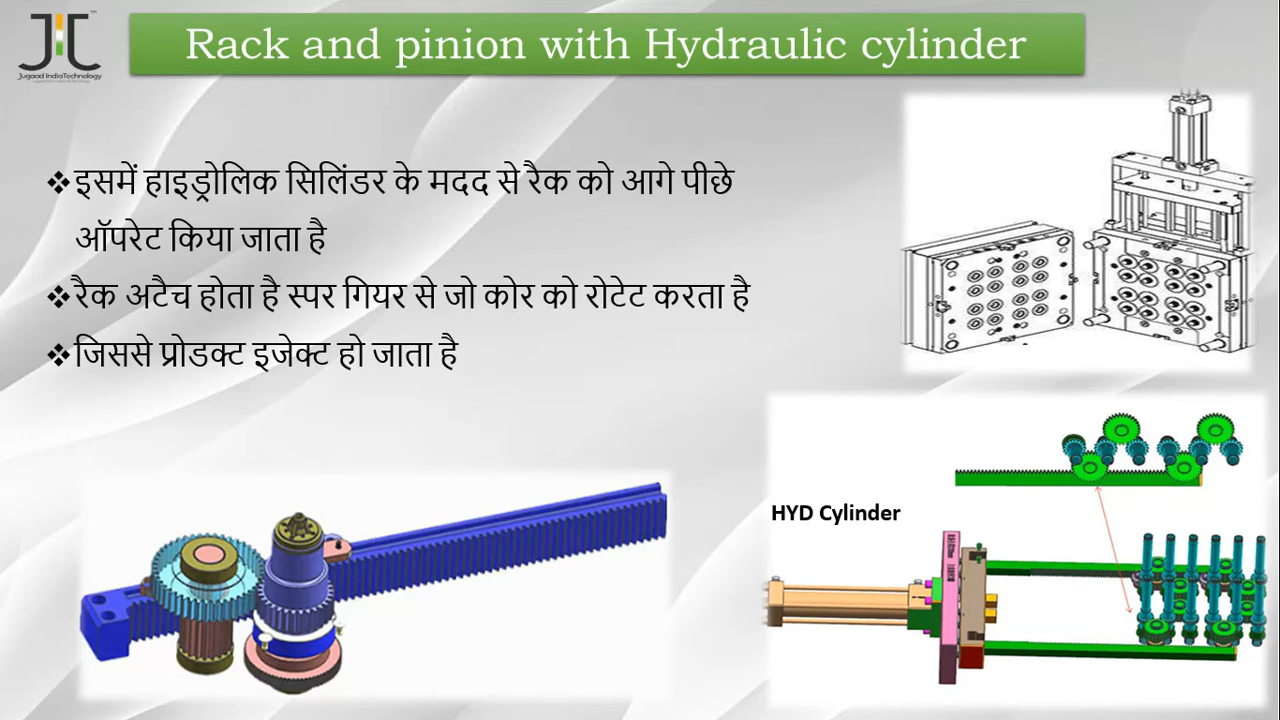 JIC
Jugaad IndiaTechnology
Rack and pinion with Hydraulic cylinder
❖इसमें हाइड्रोलिक सिलिंडर के मदद से रैक को आगे पीछे
ऑपरेट किया जाता है
❖रैक अटैच होता है स्पर गियर से जो कोर को रोटेट करता है
❖जिससे प्रोडक्ट इजेक्ट हो जाता है
HYD Cylinder